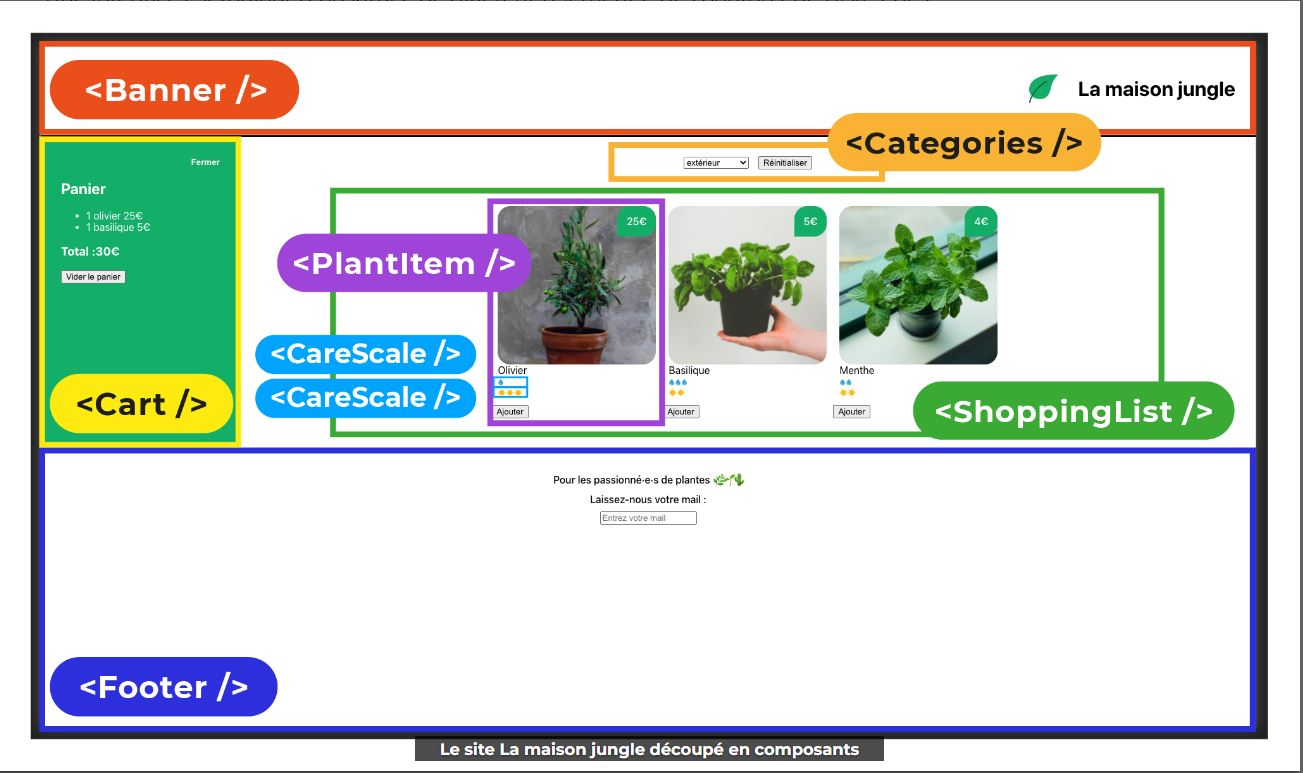 <Banner />
La maison jungle
<Categories />
extérieur
Réinitialiser
Fermer
Panier
1 olivier 25€
1 basilique 5€
Total :30€
Vider le panier
<Cart />
25€
5€
4€
<PlantItem />
<CareScale />
<CareScale />
Olivier
Basilique
Menthe
Ajouter
Ajouter
Ajouter
<ShoppingList />
Pour les passionné·e·s de plantes 🌿🌱🌵
Laissez-nous votre mail :
Entrez votre mail
<Footer />
Le site La maison jungle découpé en composants